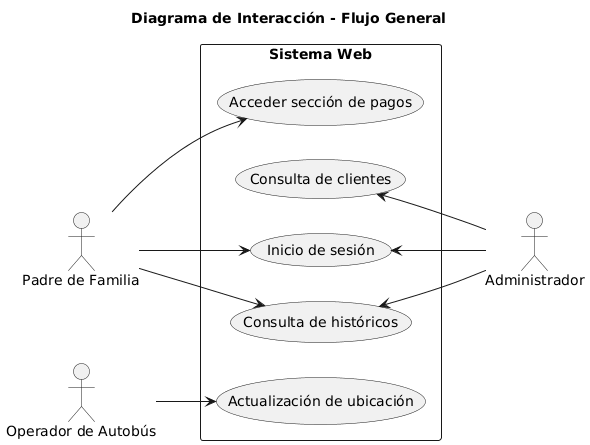 Diagrama de Interacción - Flujo General
Sistema Web
Acceder sección de pagos
Consulta de clientes
Inicio de sesión
Padre de Familia
Administrador
Consulta de históricos
Actualización de ubicación
Operador de Autobús